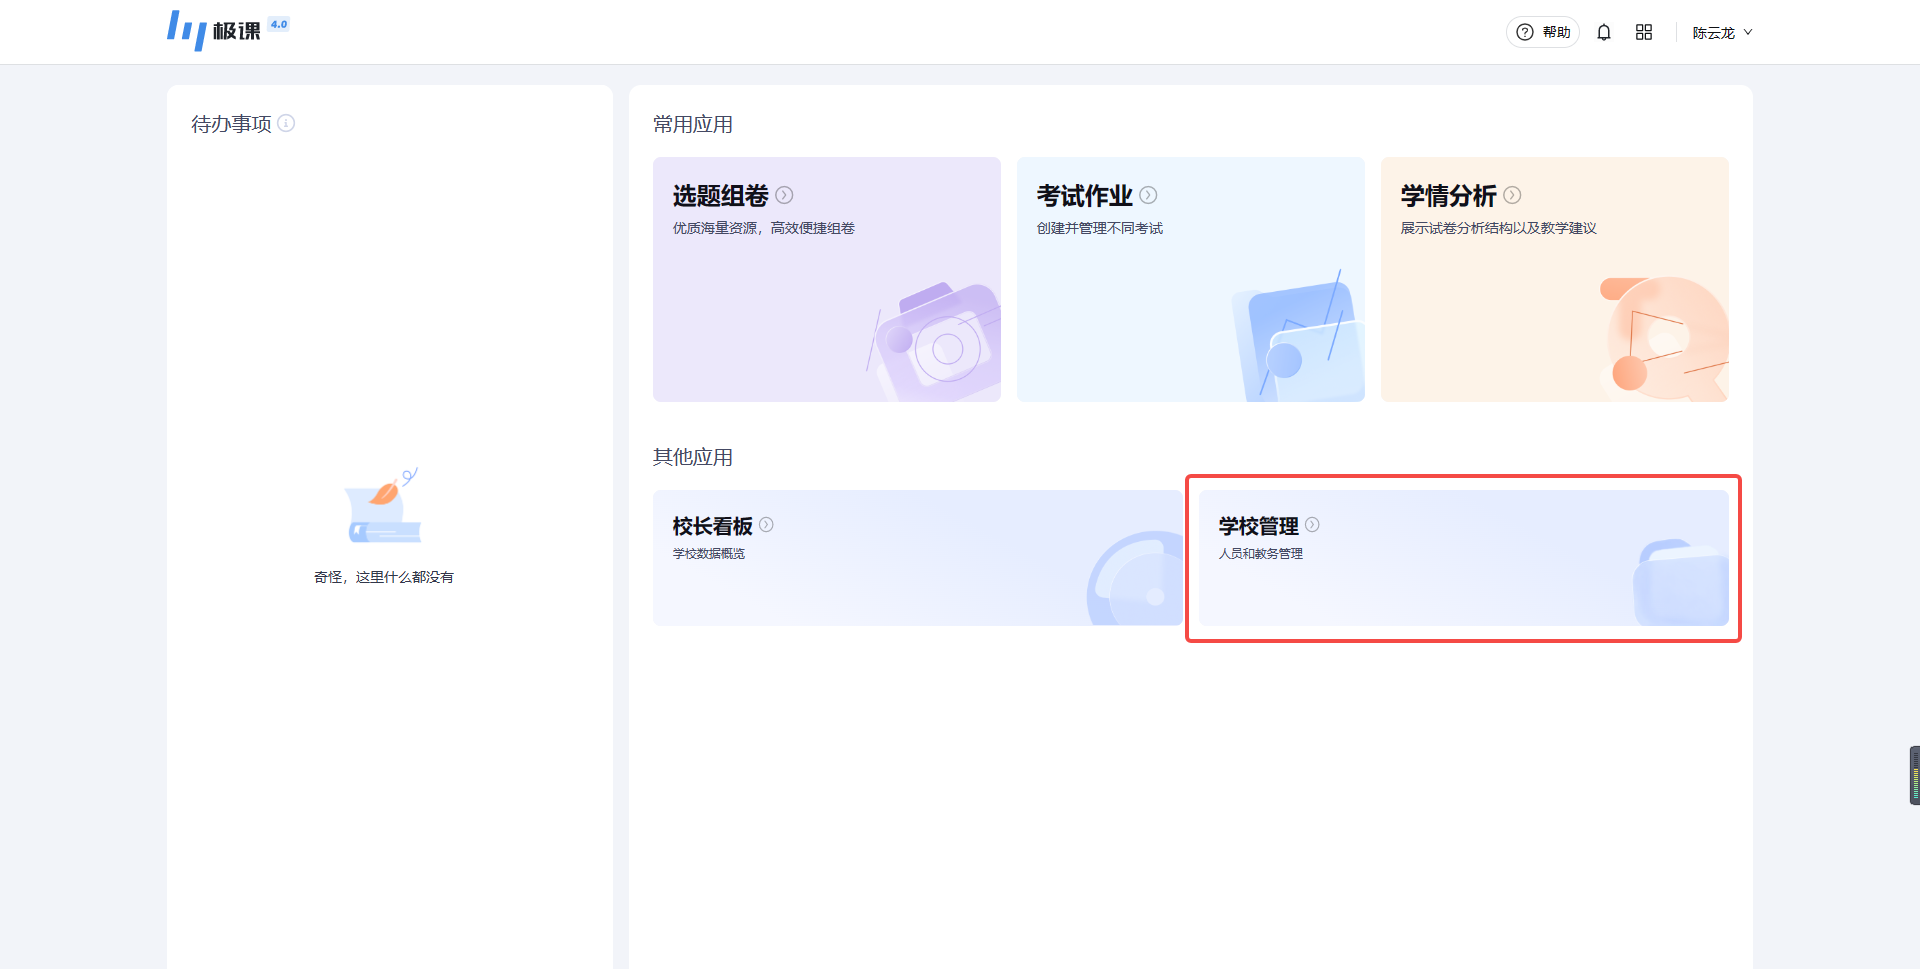 极课 4.0
帮助
陈云龙
待办事项
奇怪，这里什么都没有
常用应用
选题组卷
优质海量资源，高效便捷组卷
考试作业
创建并管理不同考试
学情分析
展示试卷分析结构以及教学建议
其他应用
校长看板
学校数据概览
学校管理
人员和教务管理